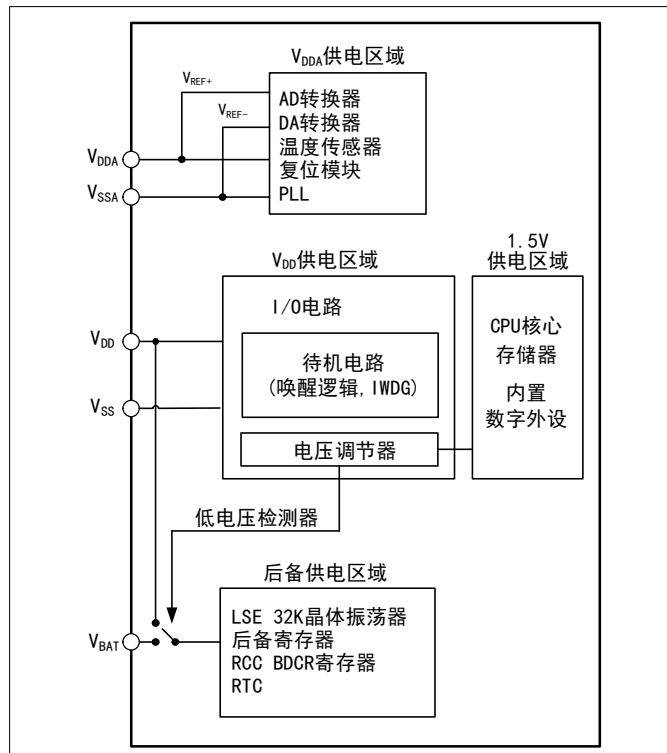 VDDA供电区域
VREF+
AD转换器
VREF-
DA转换器
温度传感器
VDDA
复位模块
VSSA
PLL
1.5V
供电区域
VDD供电区域
I/O电路
CPU核心
存储器
内置
数字外设
VDD
待机电路
(唤醒逻辑,IWDG)
VSS
电压调节器
低电压检测器
后备供电区域
LSE 32K晶体振荡器
后备寄存器
RCC BDCR寄存器
RTC
VBAT